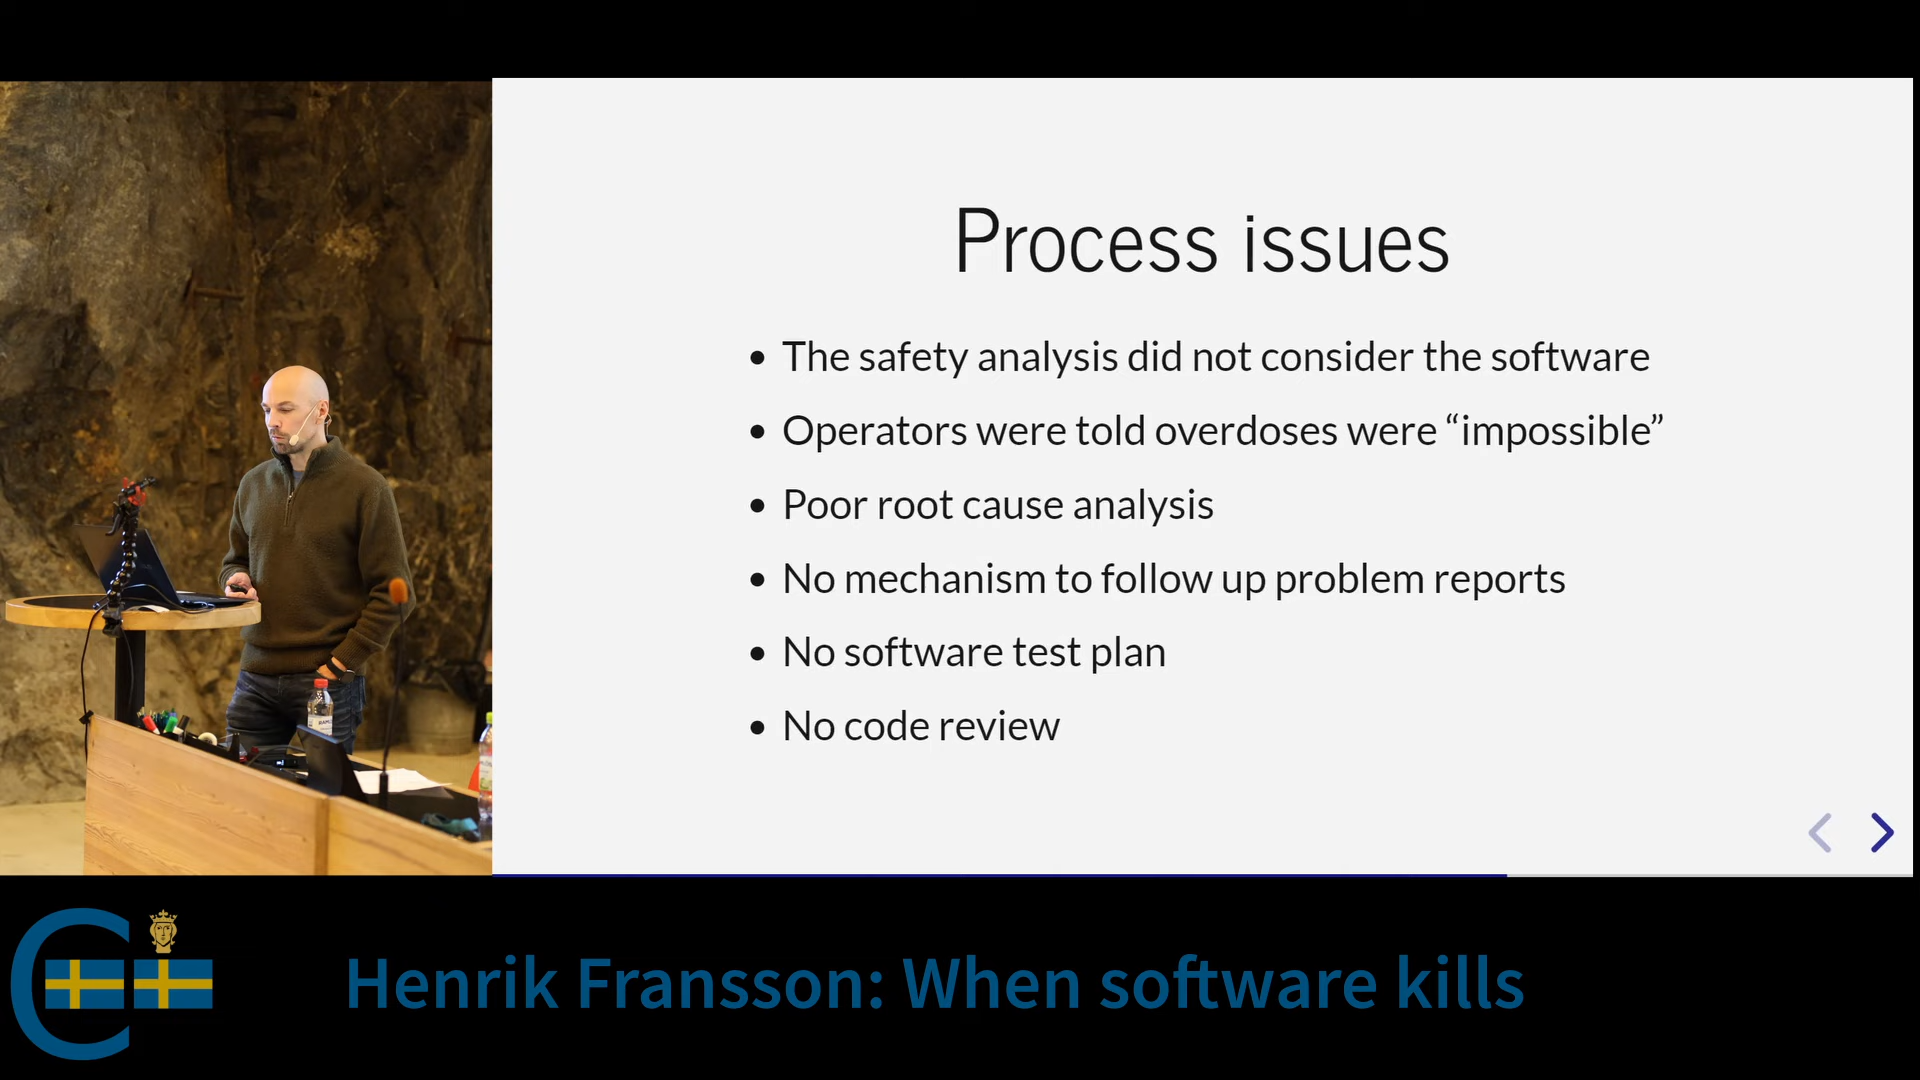 Process issues
• The safety analysis did not consider the software
• Operators were told overdoses were “impossible”
• Poor root cause analysis
• No mechanism to follow up problem reports
• No software test plan
• No code review
Henrik Fransson: When software kills